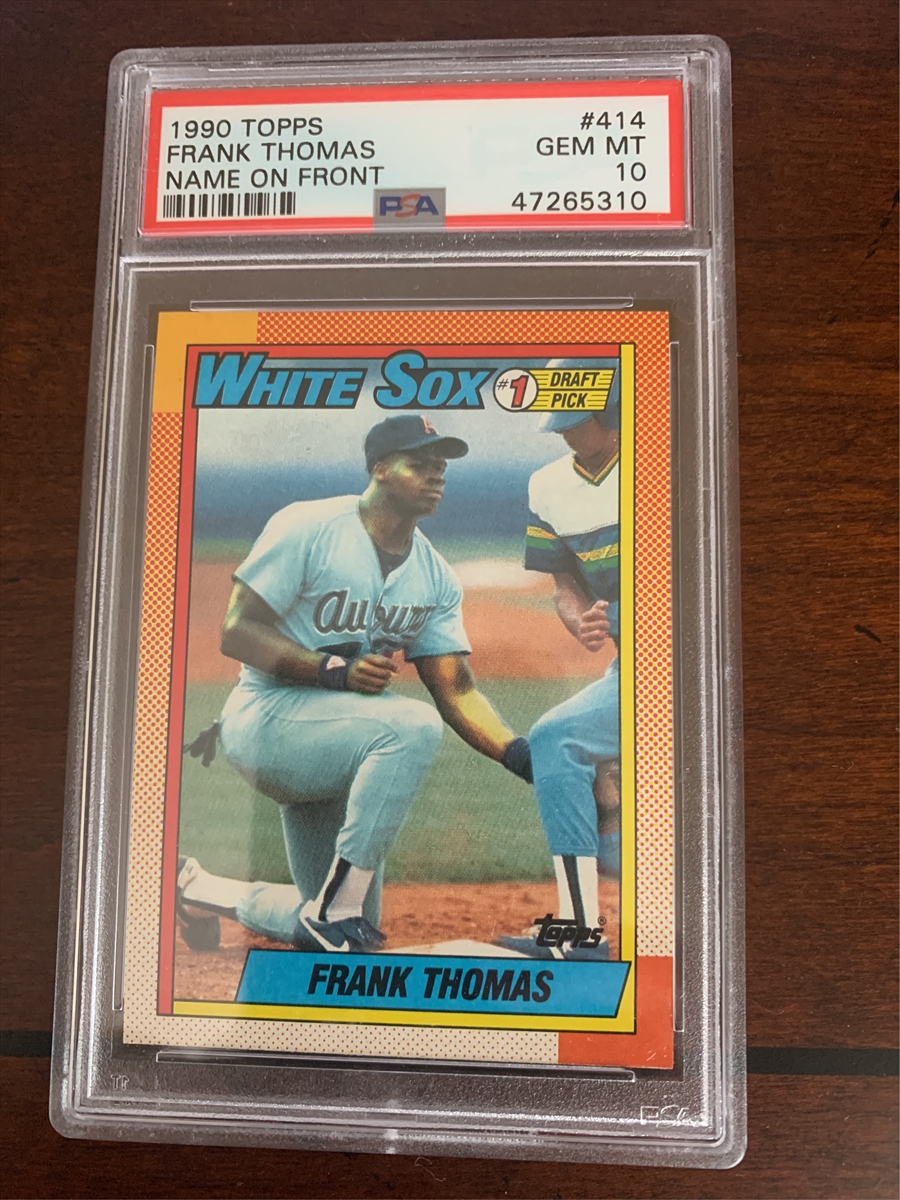 1990 TOPPS #414
FRANK THOMAS GEM MT
NAME ON FRONT 10
PSA 47265310
WHITE SOX #1 DRAFT
PICK
A
Auburn
topps®
FRANK THOMAS
PSA